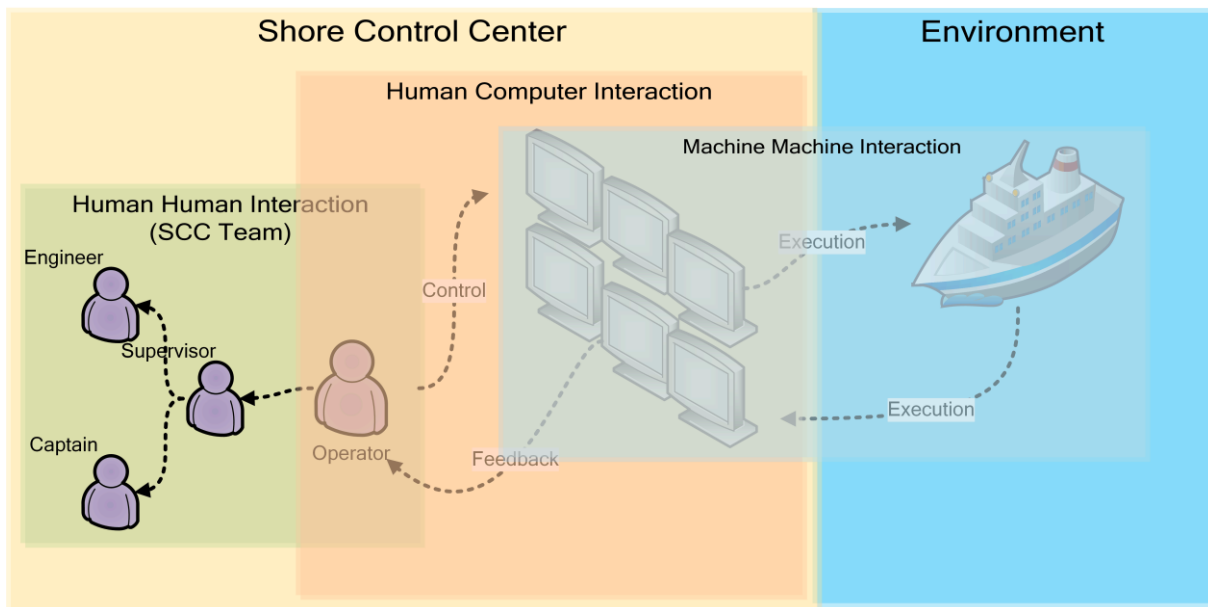 Shore Control Center
Environment
Human Computer Interaction
Machine Machine Interaction
Human Human Interaction
(SCC Team)
Engineer
Execution
Control
Supervisor
Execution
Captain
Operator
Feedback